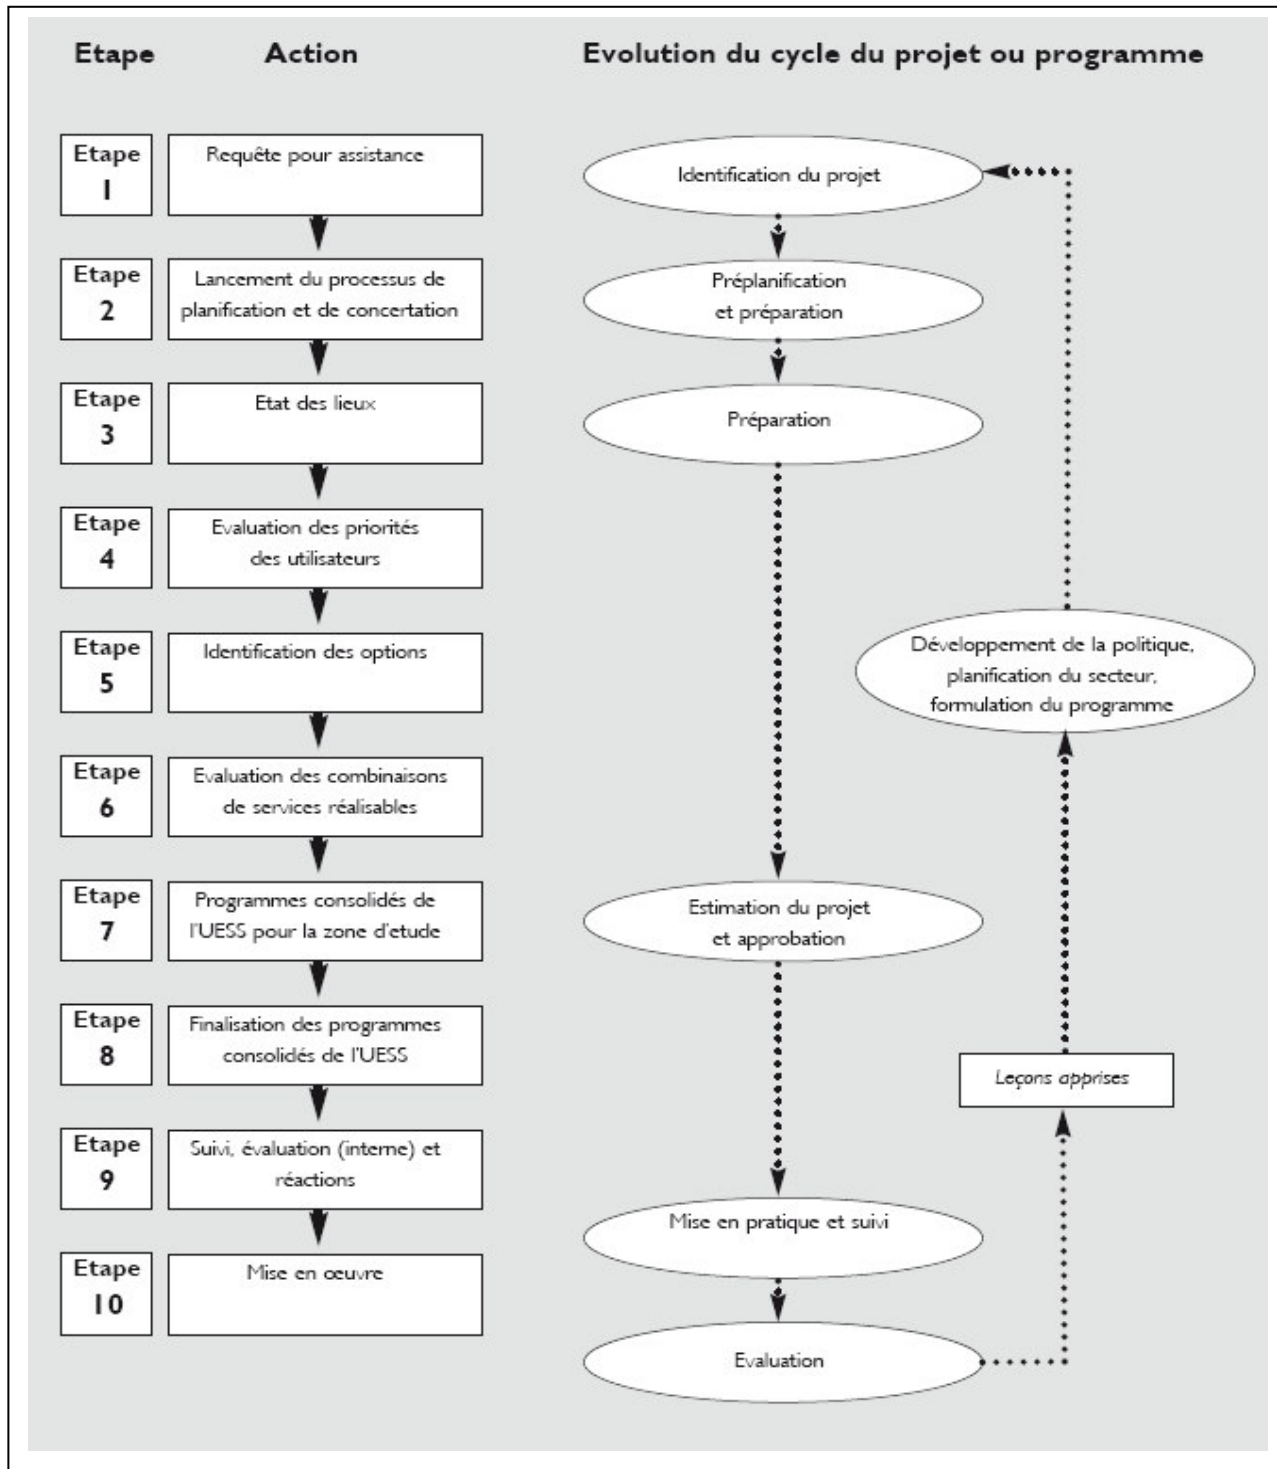 Etape
Action
Evolution du cycle du projet ou programme
Etape
1
Requête pour assistance
Etape
2
Lancement du processus de
planification et de concertation
Etape
3
Etat des lieux
Etape
4
Evaluation des priorités
des utilisateurs
Etape
5
Identification des options
Etape
6
Evaluation des combinaisons
de services réalisables
Etape
7
Programmes consolidés de
l'UESS pour la zone d'etude
Etape
8
Finalisation des programmes
consolidés de l'UESS
Etape
9
Suivi, évaluation (interne) et
réactions
Etape
10
Mise en œuvre
Identification du projet
Préplanification
et préparation
Préparation
Estimation du projet
et approbation
Mise en pratique et suivi
Evaluation
Leçons apprises
Développement de la politique,
planification du secteur,
formulation du programme